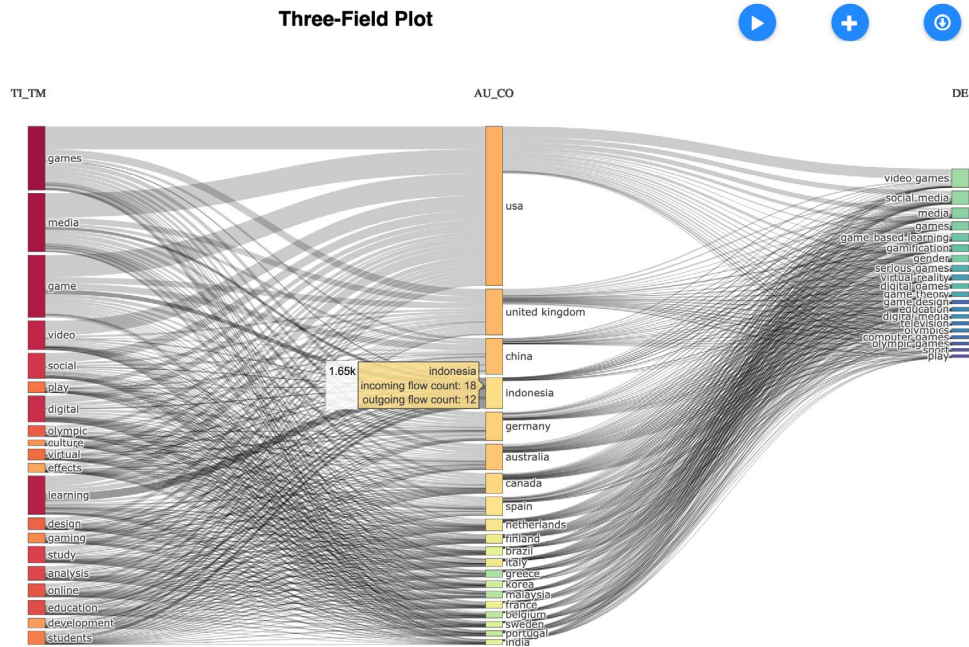 Three-Field Plot
TI_TM
AU_CO
DE
games
media
game
video
social
play
digital
olympic
culture
virtual
effects
learning
design
gaming
study
analysis
online
education
development
students
usa
united kingdom
china
1.65k
indonesia
incoming flow count: 18
outgoing flow count: 12
indonesia
germany
australia
canada
spain
netherlands
finland
brazil
italy
greece
korea
malaysia
france
belgium
sweden
portugal
india
video games
social media
media
games
game-based-learning
gamification
gender
serious games
virtual reality
digital games
game theory
game design
education
digital media
television
olympics
computer games
olympic games
sport
play